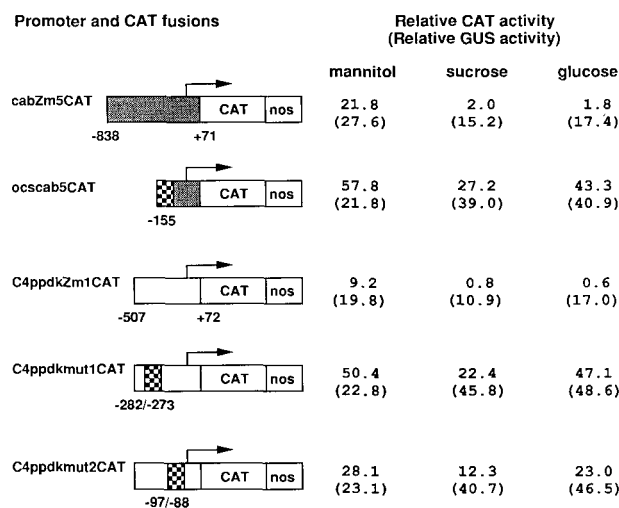 Promoter and CAT fusions
Relative CAT activity
(Relative GUS activity)
mannitol sucrose glucose
cabZm5CAT CAT nos 21.8 2.0 1.8
(27.6) (15.2) (17.4)
-838 +71
ocscab5CAT CAT nos 57.8 27.2 43.3
(21.8) (39.0) (40.9)
-155
C4ppdkZm1CAT CAT nos 9.2 0.8 0.6
(19.8) (10.9) (17.0)
-507 +72
C4ppdkmut1CAT CAT nos 50.4 22.4 47.1
(22.8) (45.8) (48.6)
-282/-273
C4ppdkmut2CAT CAT nos 28.1 12.3 23.0
(23.1) (40.7) (46.5)
-97/-88